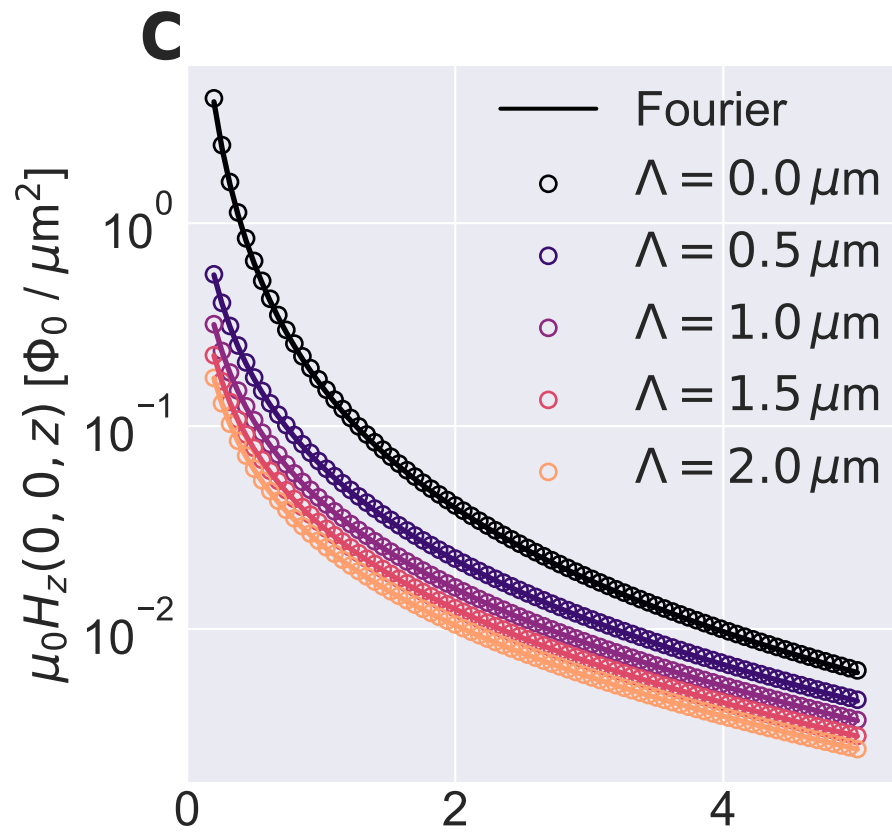 C
μ₀H_z(0, 0, z) [Φ₀ / μm²]
10⁰
10⁻¹
10⁻²
Fourier
Λ = 0.0 μm
Λ = 0.5 μm
Λ = 1.0 μm
Λ = 1.5 μm
Λ = 2.0 μm
0 2 4